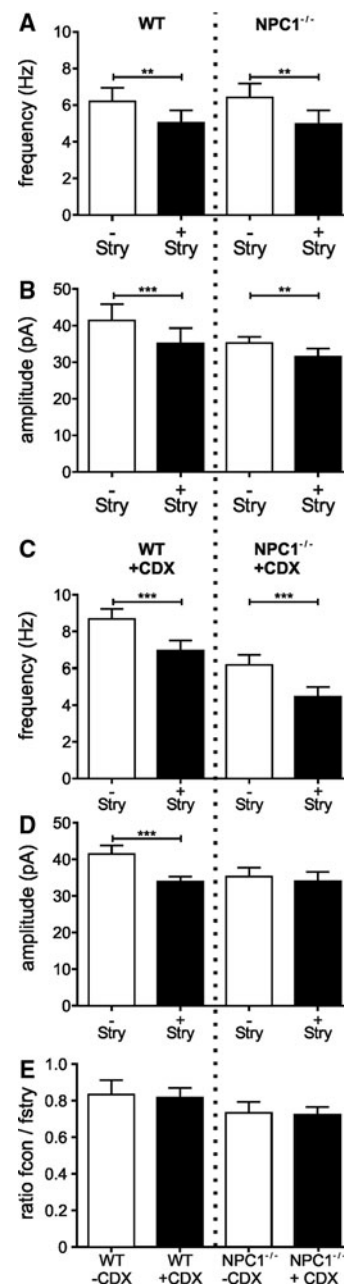 A WT NPC1-/-
frequency (Hz)
10
8
6
4
2
0
** **
- + - +
Stry Stry Stry Stry
B
amplitude (pA)
50
40
30
20
10
0
*** **
- + - +
Stry Stry Stry Stry
C WT NPC1-/-
+CDX +CDX
frequency (Hz)
10
8
6
4
2
0
*** ***
- + - +
Stry Stry Stry Stry
D
amplitude (pA)
50
40
30
20
10
0
***
- + - +
Stry Stry Stry Stry
E
ratio fcon / fstry
1.0
0.8
0.6
0.4
0.2
0
WT WT NPC1-/- NPC1-/-
-CDX +CDX -CDX + CDX